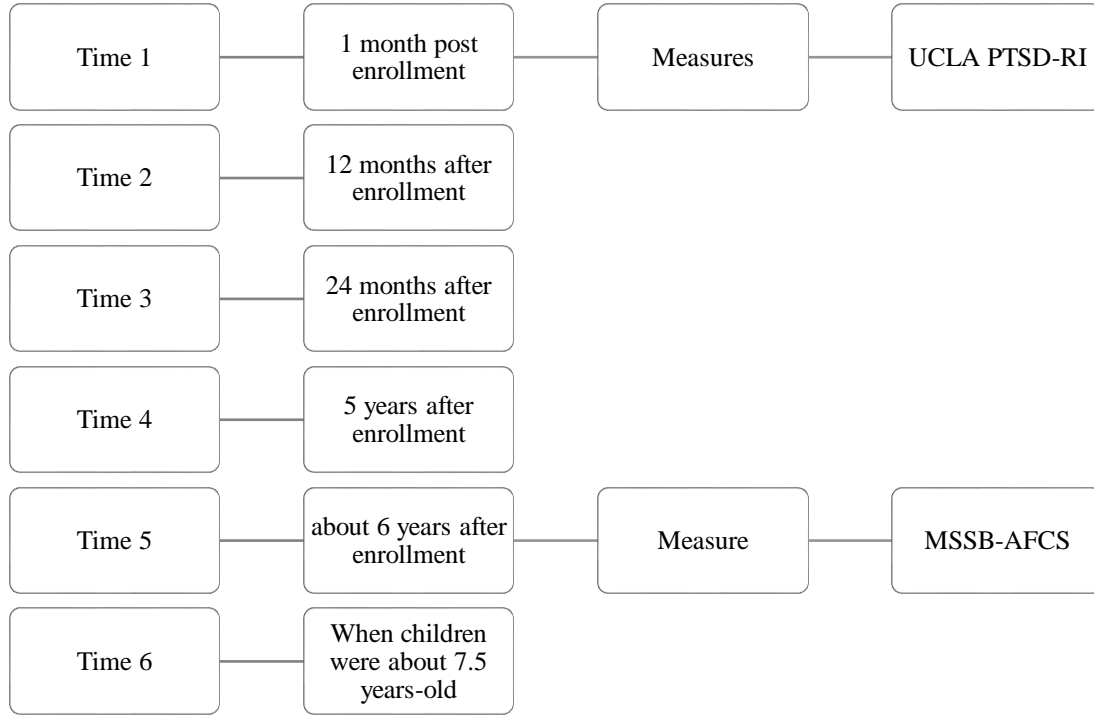 Time 1
1 month post
enrollment
Measures
UCLA PTSD-RI
Time 2
12 months after
enrollment
Time 3
24 months after
enrollment
Time 4
5 years after
enrollment
Time 5
about 6 years after
enrollment
Measure
MSSB-AFCS
Time 6
When children
were about 7.5
years-old